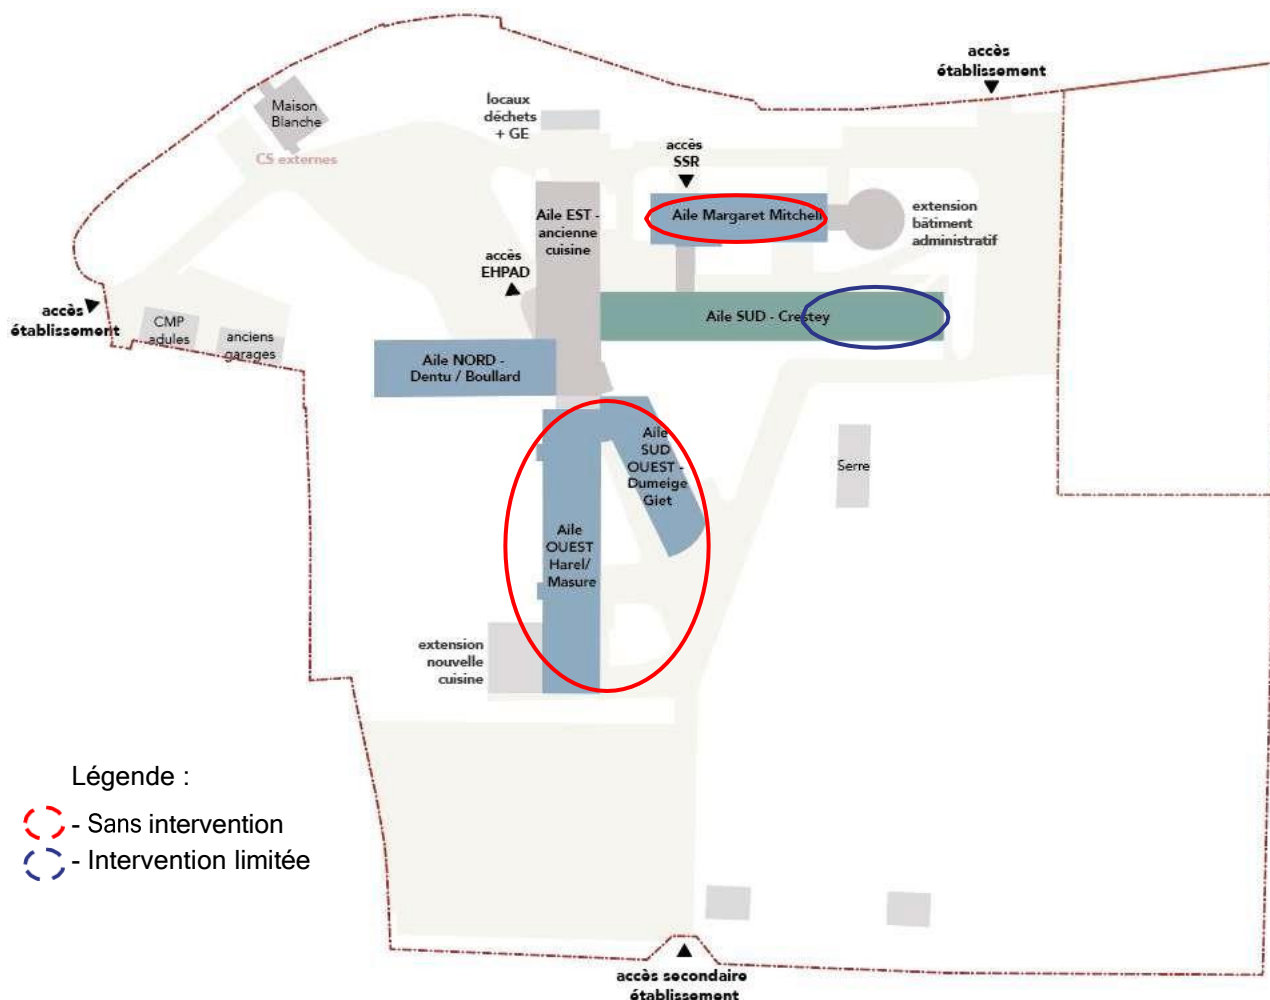 accès
établissement
Maison
Blanche
CS externes
locaux
déchets
+ GE
accès
SSR
Aile EST -
ancienne
cuisine
Aile Margaret Mitchell
extension
bâtiment
administratif
accès
EHPAD
accès
établissement
CMP
adules
anciens
garages
Aile SUD - Crestey
Aile NORD -
Dentu / Boullard
Aile
SUD
OUEST -
Dumeige
Giet
Serre
Aile
OUEST
Harel/
Masure
extension
nouvelle
cuisine
Légende :
- Sans intervention
- Intervention limitée
accès secondaire
établissement